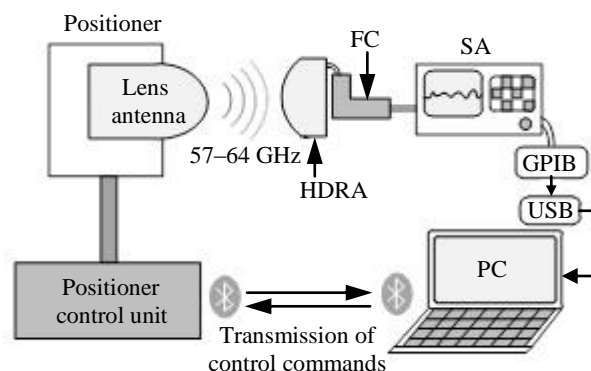 Positioner
Lens
antenna
57–64 GHz
HDRA
FC
SA
GPIB
USB
PC
Positioner
control unit
Transmission of
control commands